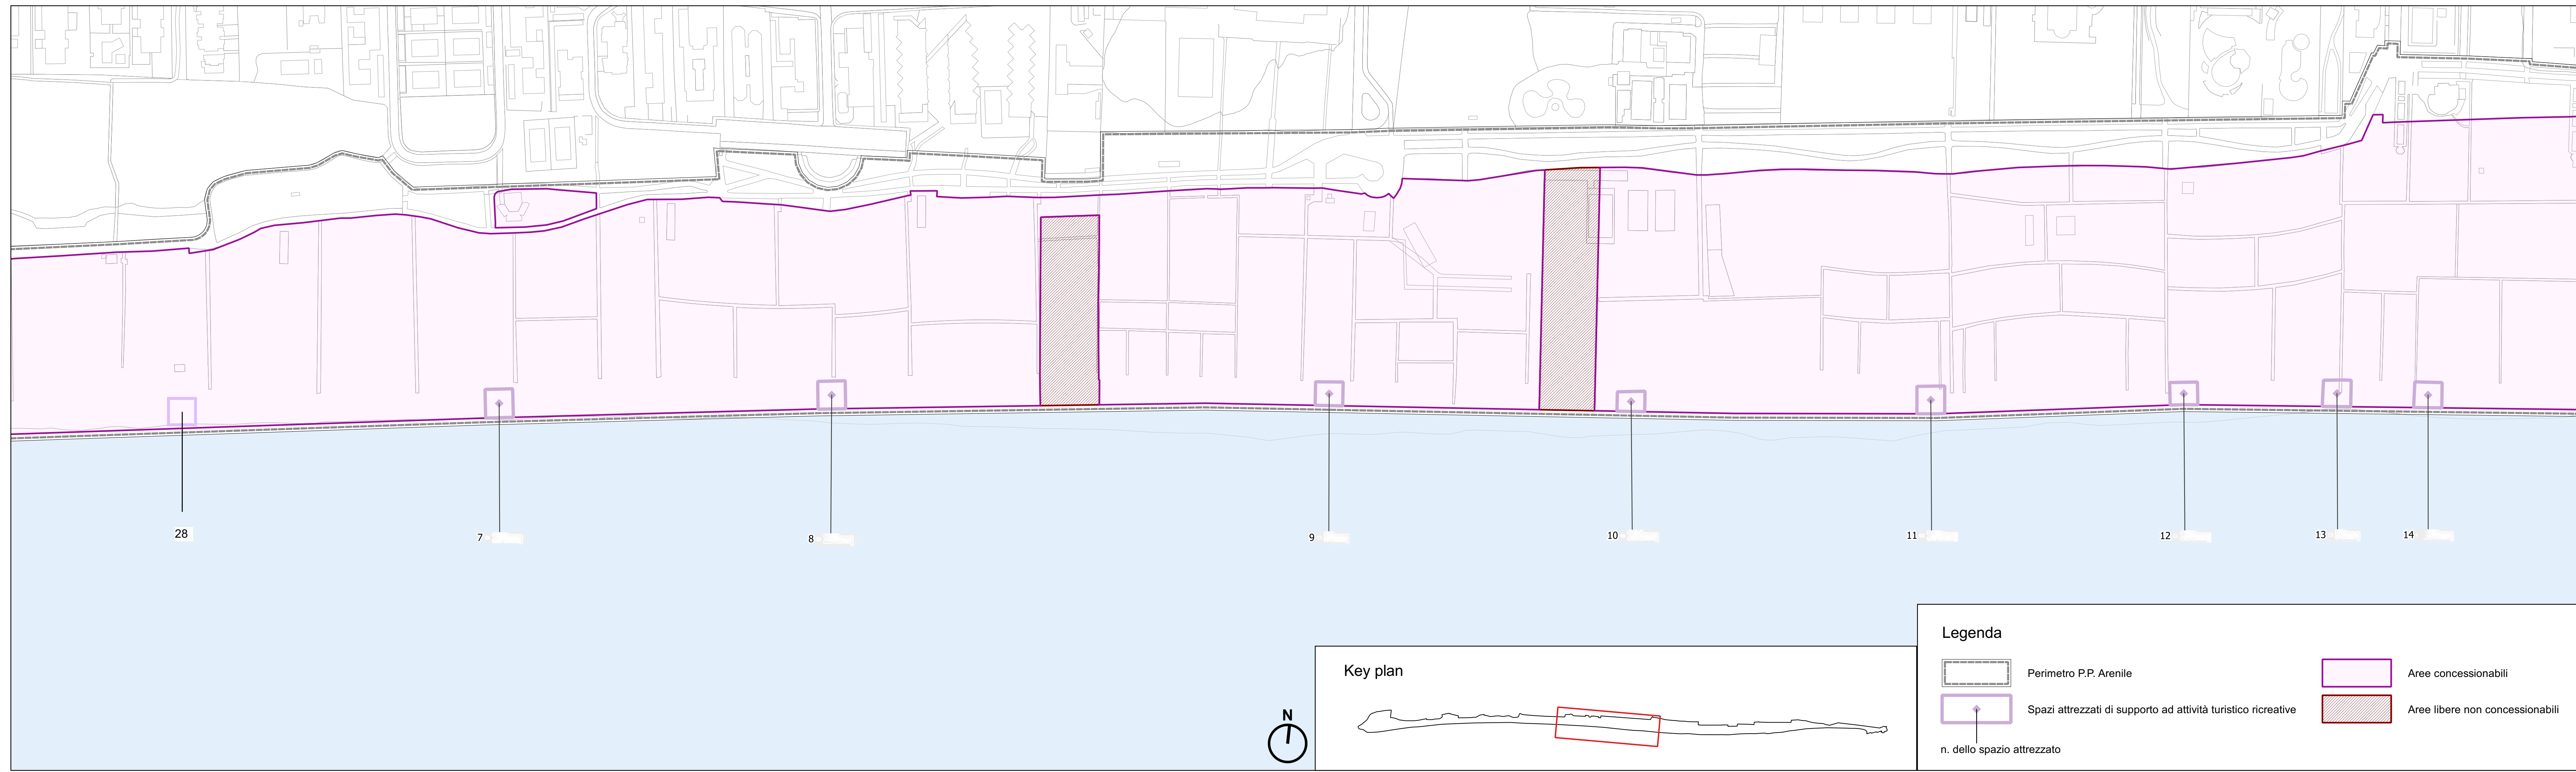 28
7
8
9
10
11
12
13
14
Legenda
Perimetro P.P. Arenile
Aree concessionabili
Spazi attrezzati di supporto ad attività turistico ricreative
Aree libere non concessionabili
n. dello spazio attrezzato
Key plan
N